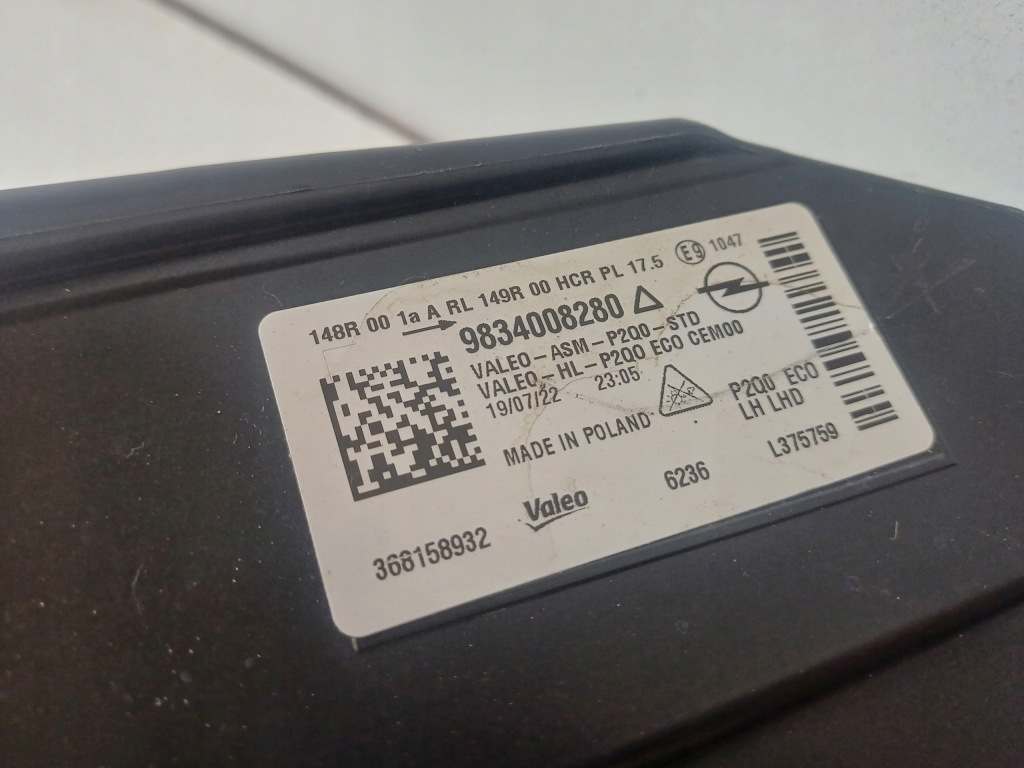 148R 00 1a A RL 149R 00 HCR PL 17.5 E9 1047
9834008280
VALEO-ASM-P2Q0-STD
VALEO-HL-P2Q0 ECO CEM00
19/07/22 23:05
MADE IN POLAND
P2Q0 ECO
LH LHD
Valeo 6236 L375759
366158932